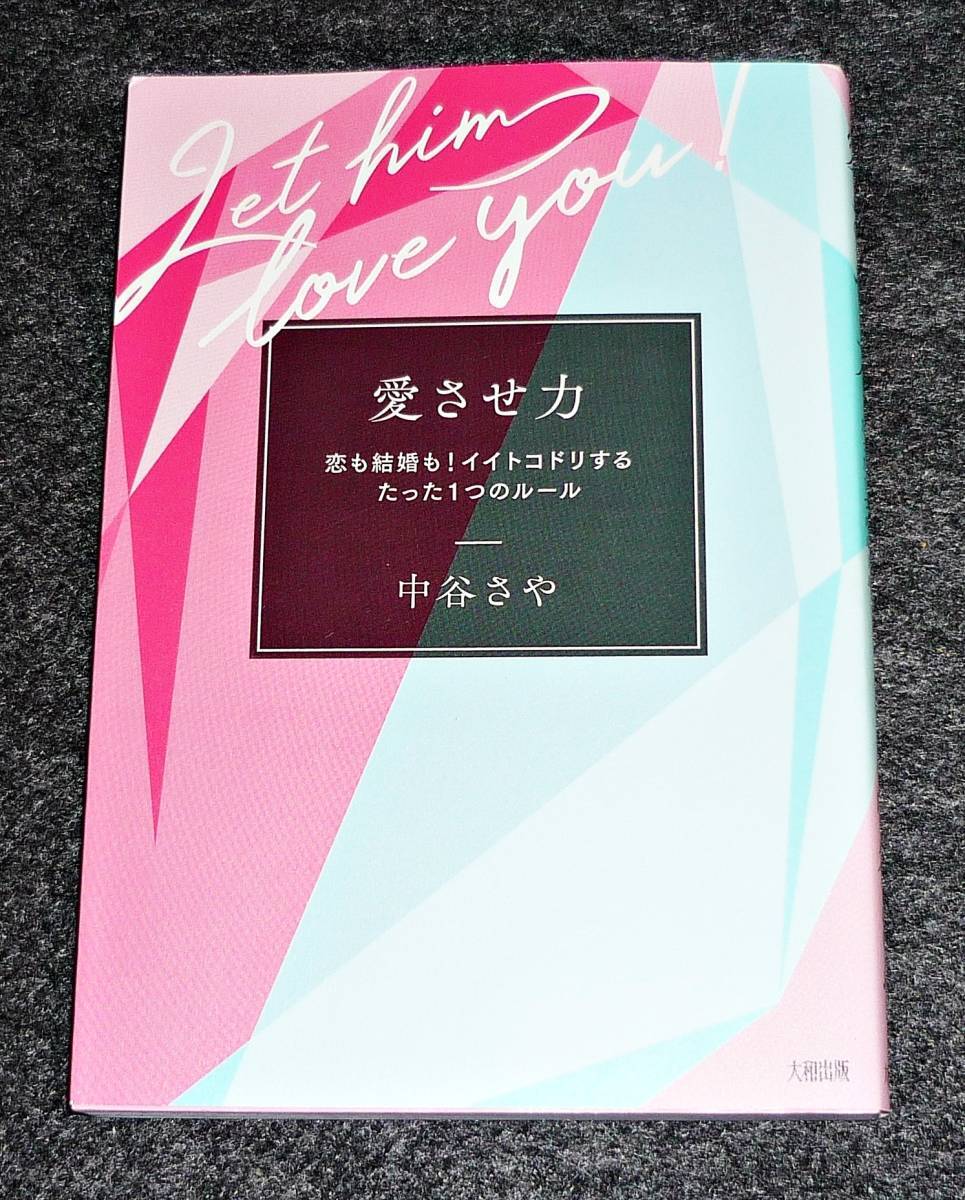 Let him
love you!
愛させ力
恋も結婚も！イイトコドリする
たった1つのルール
中谷さや
大和出版